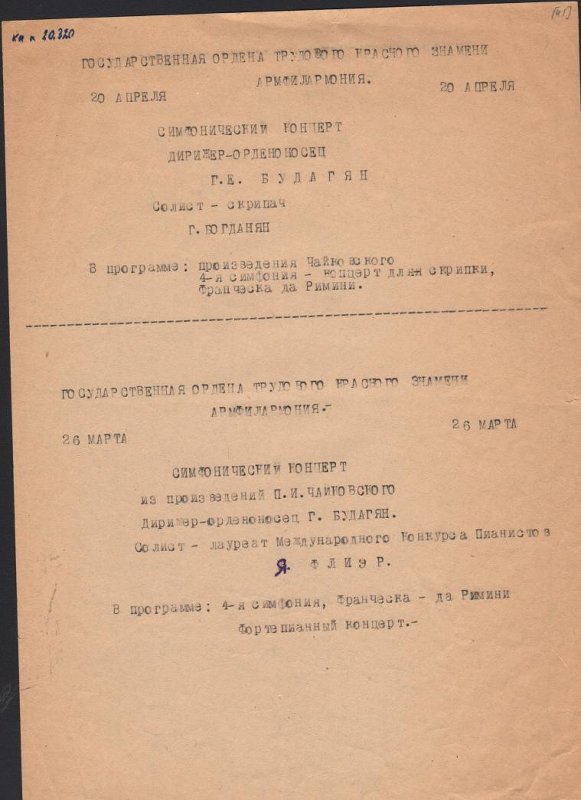 КП № 20.320
[41]
ГОСУДАРСТВЕННАЯ ОРДЕНА ТРУДОВОГО КРАСНОГО ЗНАМЕНИ
АРМФИЛАРМОНИЯ.
20 АПРЕЛЯ 20 АПРЕЛЯ
СИМФОНИЧЕСКИЙ КОНЦЕРТ
ДИРИЖЕР-ОРДЕНОНОСЕЦ
Г.Е. БУДАГЯН
Солист - скрипач
Г.БОГДАНЯН
В программе: произведения Чайковского
4-я симфония - концерт для скрипки,
Франческа да Римини.
ГОСУДАРСТВЕННАЯ ОРДЕНА ТРУДОВОГО КРАСНОГО ЗНАМЕНИ
АРМФИЛАРМОНИЯ.-
26 МАРТА 26 МАРТА
СИМФОНИЧЕСКИЙ КОНЦЕРТ
из произведений П.И.ЧАЙКОВСКОГО
Дирижер-орденоносец Г. БУДАГЯН.
Солист - лауреат Международного Конкурса Пианистов
Я. ФЛИЭР.
В программе: 4-я симфония, Франческа - да Римини
Фортепианный концерт.-